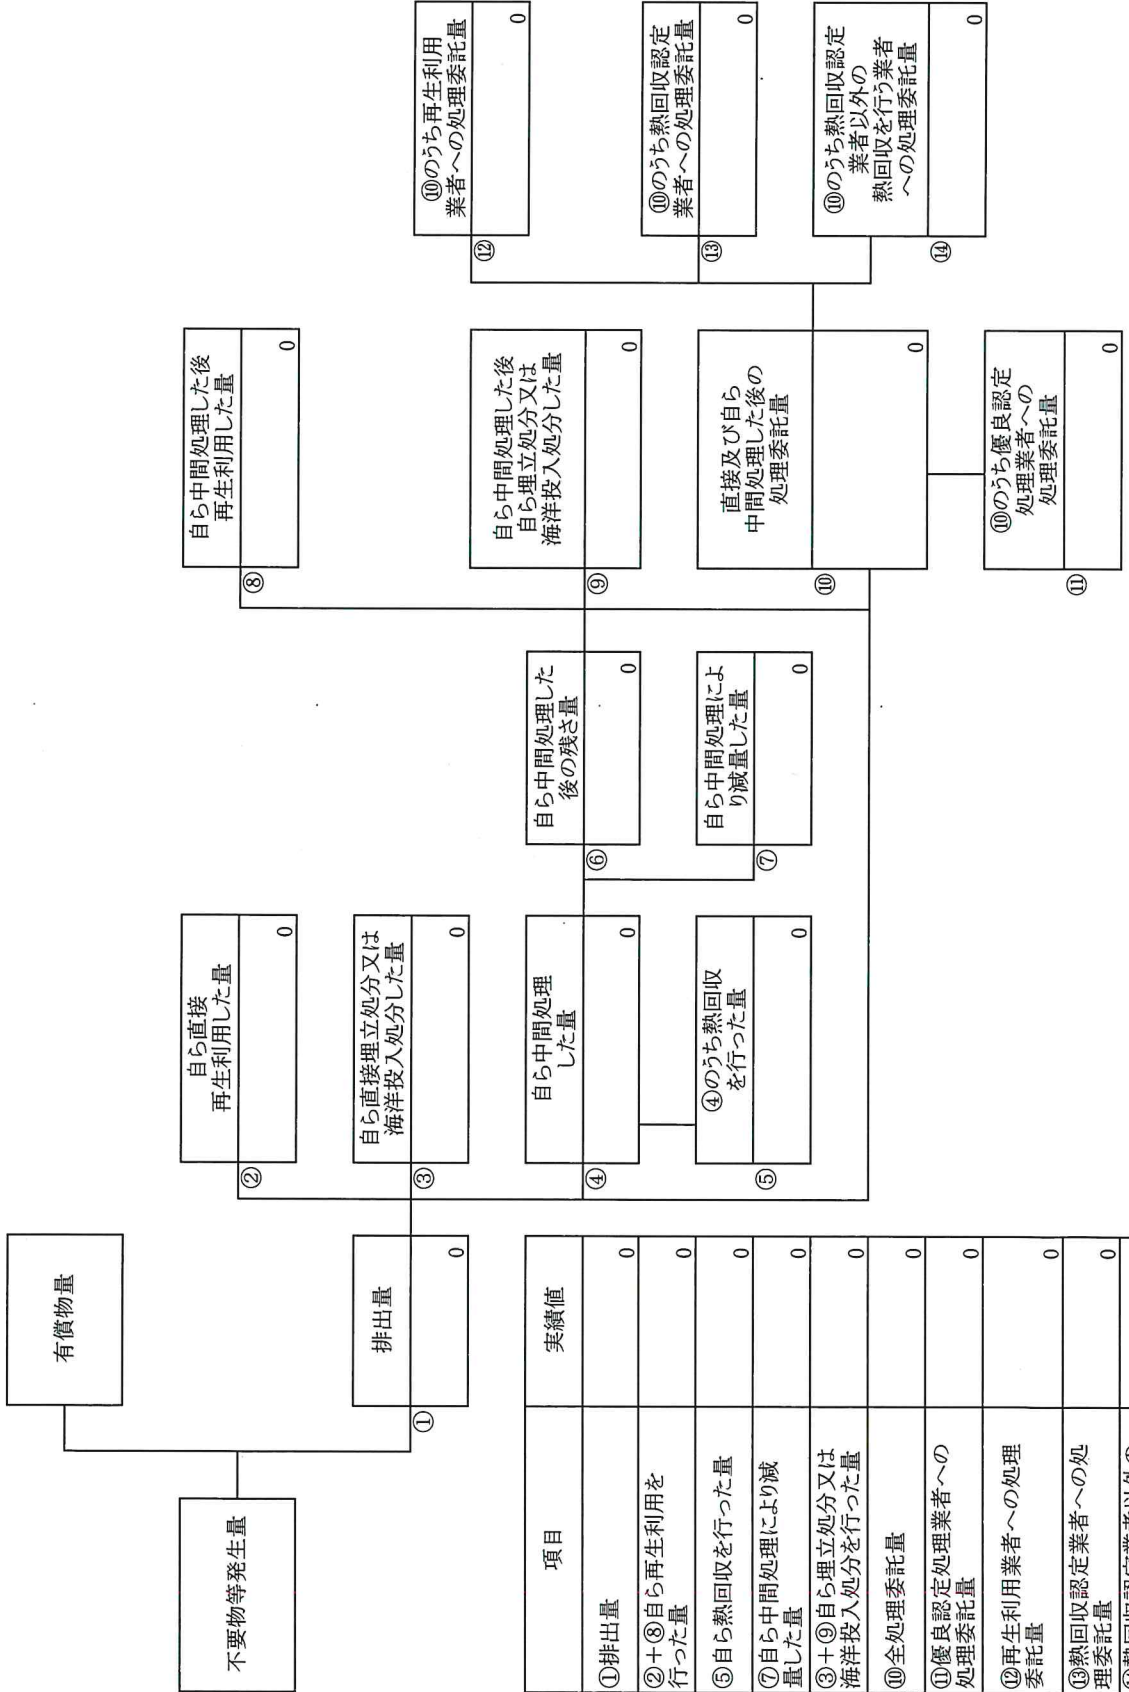 不要物等発生量
有償物量
①
排出量
0
②
自ら直接
再生利用した量
0
③
自ら直接埋立処分又は
海洋投入処分した量
0
④
自ら中間処理
した量
0
⑤
④のうち熱回収
を行った量
0
⑥
自ら中間処理した
後の残さ量
0
⑦
自ら中間処理によ
り減量した量
0
⑧
自ら中間処理した後
再生利用した量
0
⑨
自ら中間処理した後
自ら埋立処分又は
海洋投入処分した量
0
⑩
直接及び自ら
中間処理した後の
処理委託量
0
⑪
⑩のうち優良認定
処理業者への
処理委託量
0
⑫
⑩のうち再生利用
業者への処理委託量
0
⑬
⑩のうち熱回収認定
業者への処理委託量
0
⑭
⑩のうち熱回収認定
業者以外の
熱回収を行う業者
への処理委託量
0
項目
実績値
①排出量
0
②+⑧自ら再生利用を
行った量
0
⑤自ら熱回収を行った量
0
⑦自ら中間処理により減
量した量
0
③+⑨自ら埋立処分又は
海洋投入処分を行った量
0
⑩全処理委託量
0
⑪優良認定処理業者への
処理委託量
0
⑫再生利用業者への処理
委託量
0
⑬熱回収認定業者への処
理委託量
0